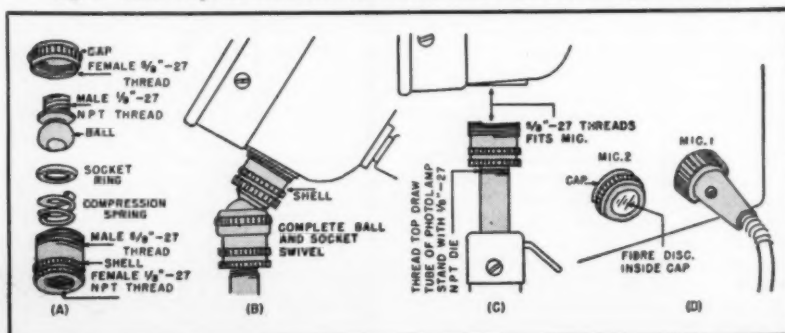 CAP
FEMALE 5/8"-27
THREAD
MALE 1/8"-27
NPT THREAD
BALL
SOCKET
RING
COMPRESSION
SPRING
MALE 5/8"-27
THREAD
SHELL
FEMALE 1/8"-27
NPT THREAD
(A)
SHELL
COMPLETE BALL
AND SOCKET
SWIVEL
(B)
5/8"-27 THREADS
FITS MIC.
THREAD TOP DRAW
TUBE OF PHOTOLAMP
STAND WITH 1/8"-27
NPT DIE
(C)
MIC. 2
CAP
MIC. 1
FIBRE DISC.
INSIDE CAP
(D)